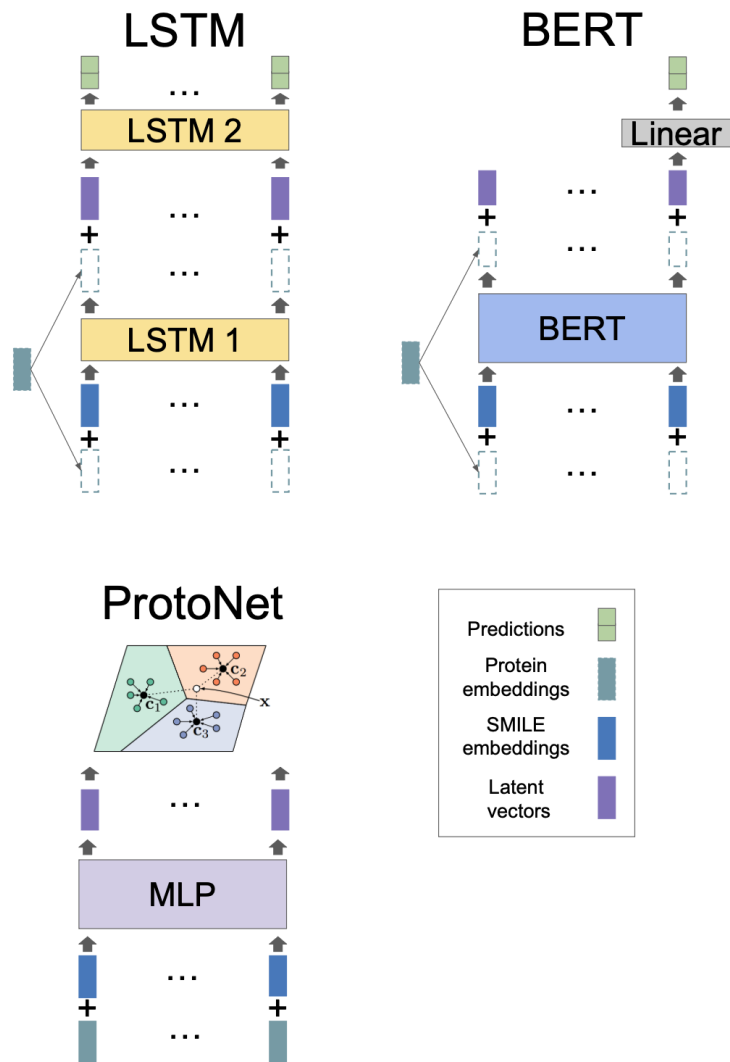 LSTM
...
LSTM 2
...
+ +
...
LSTM 1
...
+ +
...
BERT
Linear
...
+ +
...
BERT
...
+ +
...
ProtoNet
c₂
c₁
x
c₃
...
MLP
...
+ +
...
Predictions
Protein
embeddings
SMILE
embeddings
Latent
vectors